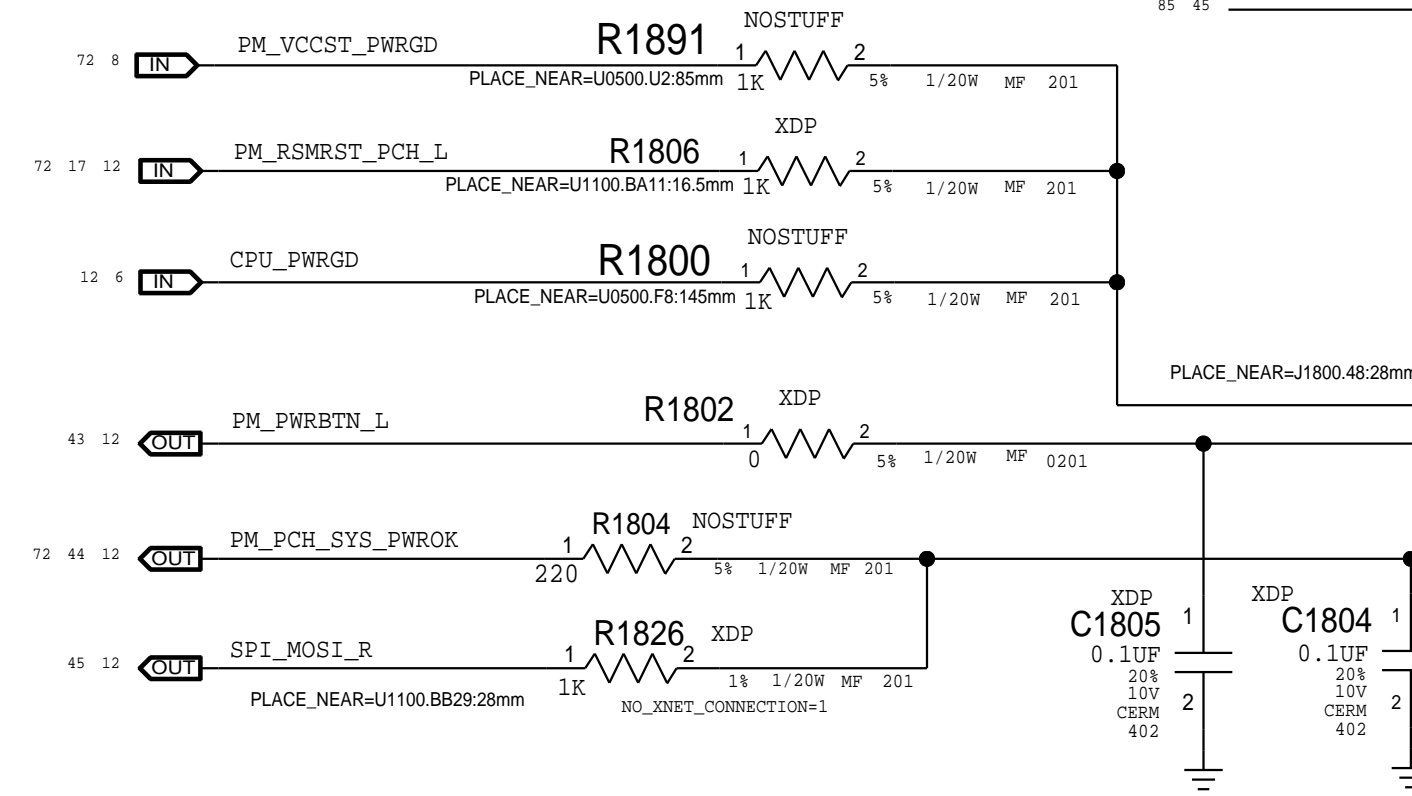 85 45
NOSTUFF
72 8 IN PM_VCCST_PWRGD R1891 1 2
PLACE_NEAR=U0500.U2:85mm 1K 5% 1/20W MF 201
XDP
72 17 12 IN PM_RSMRST_PCH_L R1806 1 2
PLACE_NEAR=U1100.BA11:16.5mm 1K 5% 1/20W MF 201
NOSTUFF
12 6 IN CPU_PWRGD R1800 1 2
PLACE_NEAR=U0500.F8:145mm 1K 5% 1/20W MF 201
PLACE_NEAR=J1800.48:28mm
XDP
43 12 OUT PM_PWRBTN_L R1802 1 2
0 5% 1/20W MF 0201
R1804 NOSTUFF
72 44 12 OUT PM_PCH_SYS_PWROK 1 2
220 5% 1/20W MF 201
R1826 XDP
45 12 OUT SPI_MOSI_R 1 2
1K 1% 1/20W MF 201
PLACE_NEAR=U1100.BB29:28mm
NO_XNET_CONNECTION=1
XDP
C1805 1
0.1UF
20%
10V
CERM
402
2
XDP
C1804 1
0.1UF
20%
10V
CERM
402
2